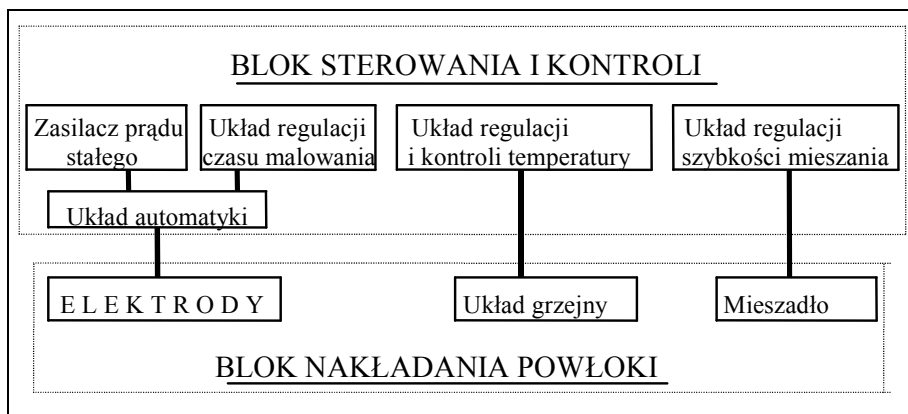 BLOK STEROWANIA I KONTROLI
Zasilacz prądu
stałego
Układ regulacji
czasu malowania
Układ regulacji
i kontroli temperatury
Układ regulacji
szybkości mieszania
Układ automatyki
E L E K T R O D Y
Układ grzejny
Mieszadło
BLOK NAKŁADANIA POWŁOKI